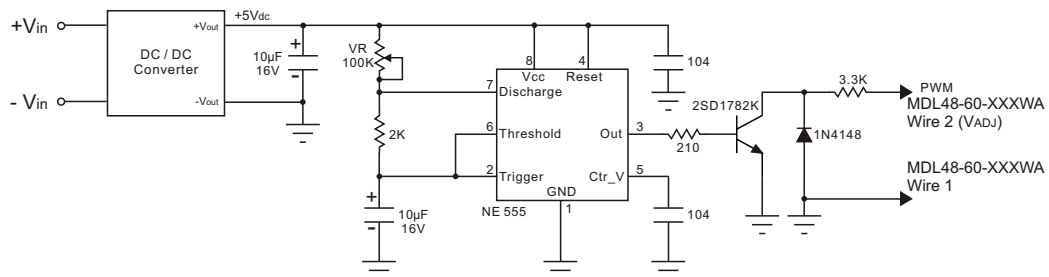 +Vin
- Vin
DC / DC
Converter
+Vout
-Vout
+5Vdc
+
10µF
16V
-
VR
100K
2K
+
10µF
16V
-
8
Vcc
4
Reset
7
Discharge
6
Threshold
2
Trigger
Out
3
Ctr_V
5
GND
1
NE 555
104
104
210
2SD1782K
1N4148
3.3K
PWM
MDL48-60-XXXWA
Wire 2 (VADJ)
MDL48-60-XXXWA
Wire 1